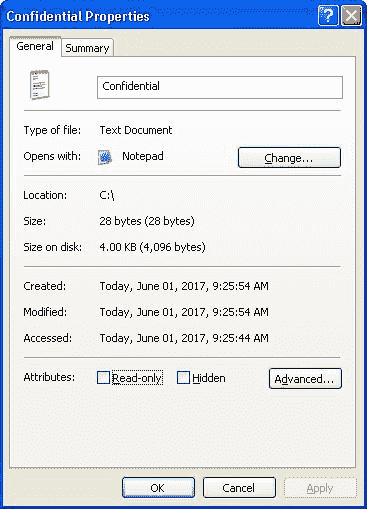 Confidential Properties
General Summary
Confidential
Type of file: Text Document
Opens with: Notepad Change...
Location: C:\
Size: 28 bytes (28 bytes)
Size on disk: 4.00 KB (4,096 bytes)
Created: Today, June 01, 2017, 9:25:54 AM
Modified: Today, June 01, 2017, 9:25:54 AM
Accessed: Today, June 01, 2017, 9:25:44 AM
Attributes: Read-only Hidden Advanced...
OK Cancel Apply